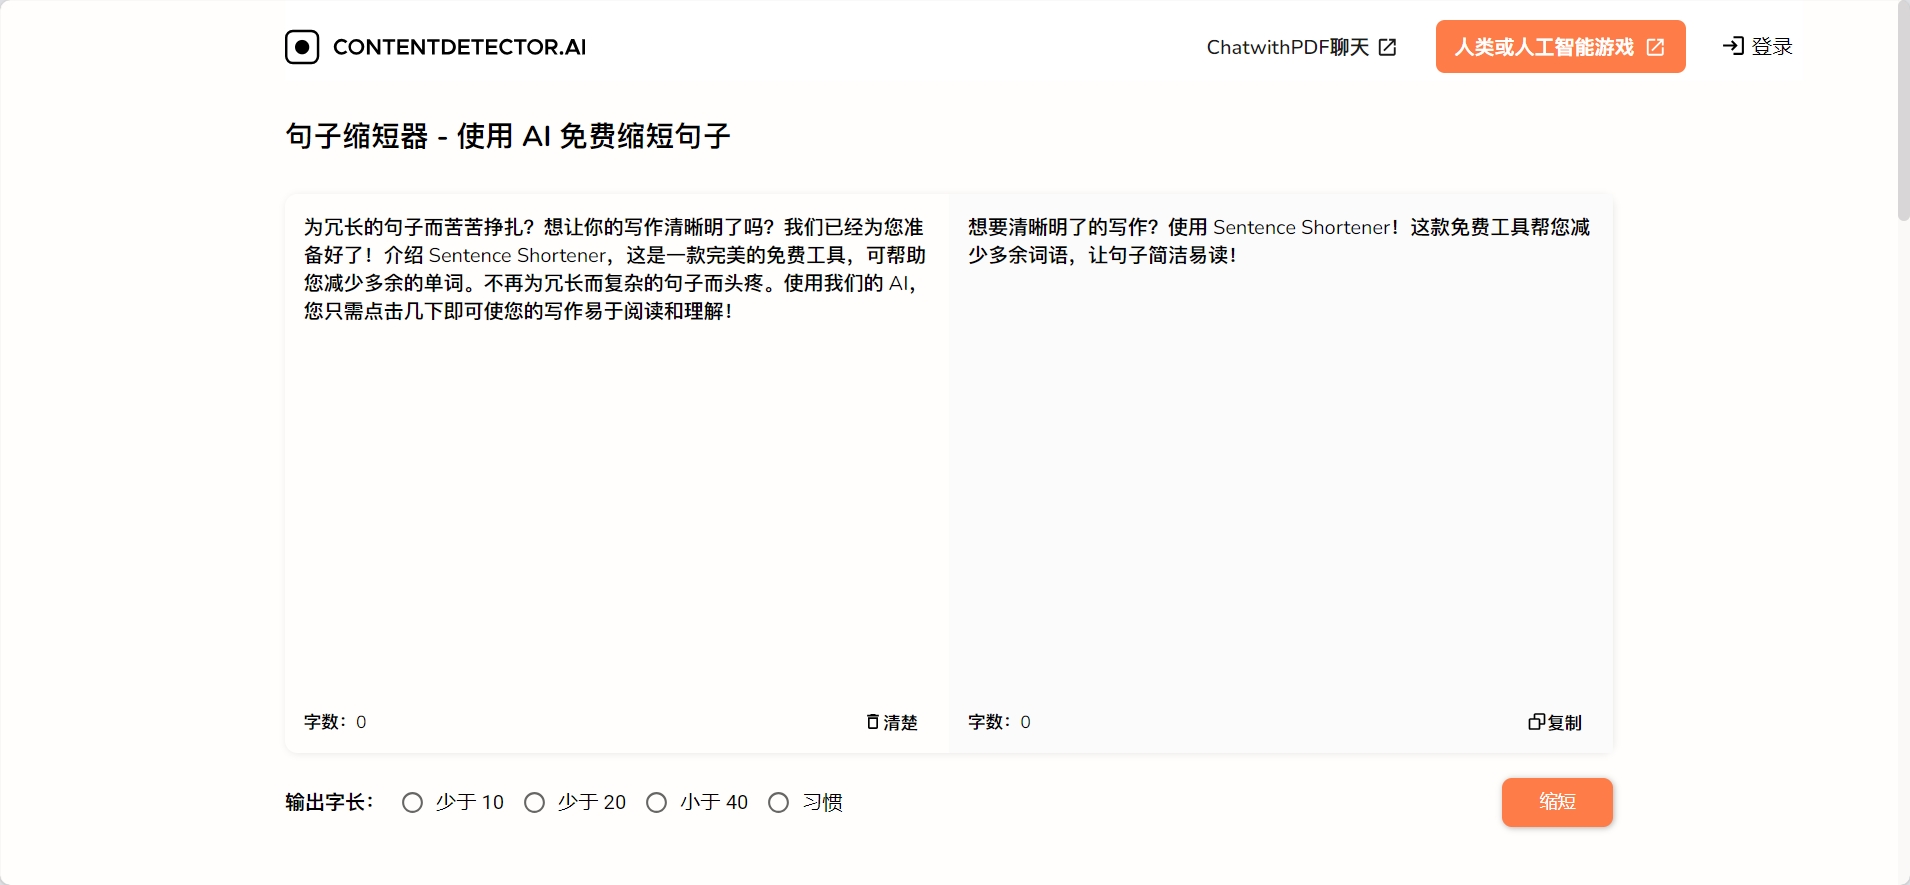 CONTENTDETECTOR.AI
ChatwithPDF聊天
人类或人工智能游戏
登录
句子缩短器 - 使用 AI 免费缩短句子
为冗长的句子而苦苦挣扎？想让你的写作清晰明了吗？我们已经为您准
备好了！介绍 Sentence Shortener，这是一款完美的免费工具，可帮助
您减少多余的单词。不再为冗长而复杂的句子而头疼。使用我们的 AI，
您只需点击几下即可使您的写作易于阅读和理解！
字数：0
清楚
想要清晰明了的写作？使用 Sentence Shortener！这款免费工具帮您减
少多余词语，让句子简洁易读！
字数：0
复制
输出字长：
少于 10
少于 20
小于 40
习惯
缩短